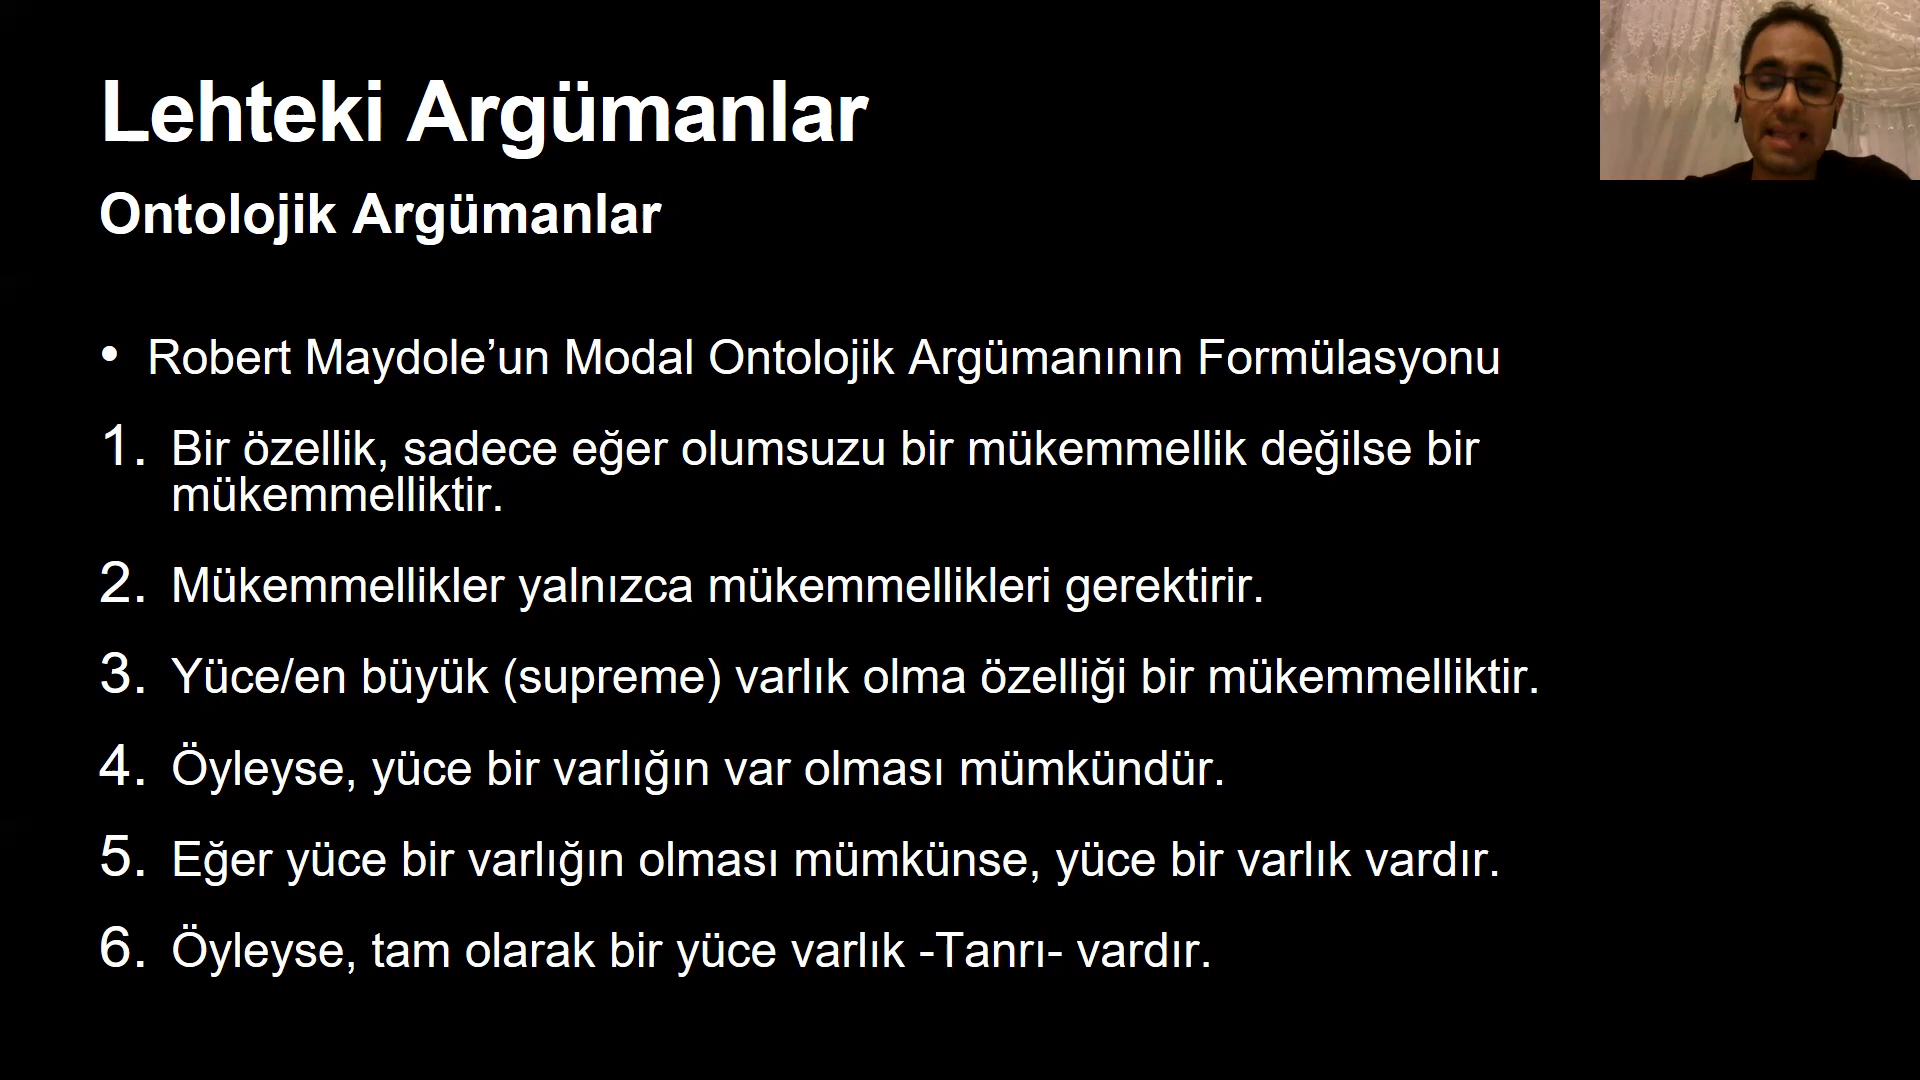 Lehteki Argümanlar
Ontolojik Argümanlar
• Robert Maydole’un Modal Ontolojik Argümanının Formülasyonu
1. Bir özellik, sadece eğer olumsuzu bir mükemmellik değilse bir
mükemmelliktir.
2. Mükemmellikler yalnızca mükemmellikleri gerektirir.
3. Yüce/en büyük (supreme) varlık olma özelliği bir mükemmelliktir.
4. Öyleyse, yüce bir varlığın var olması mümkündür.
5. Eğer yüce bir varlığın olması mümkünse, yüce bir varlık vardır.
6. Öyleyse, tam olarak bir yüce varlık -Tanrı- vardır.